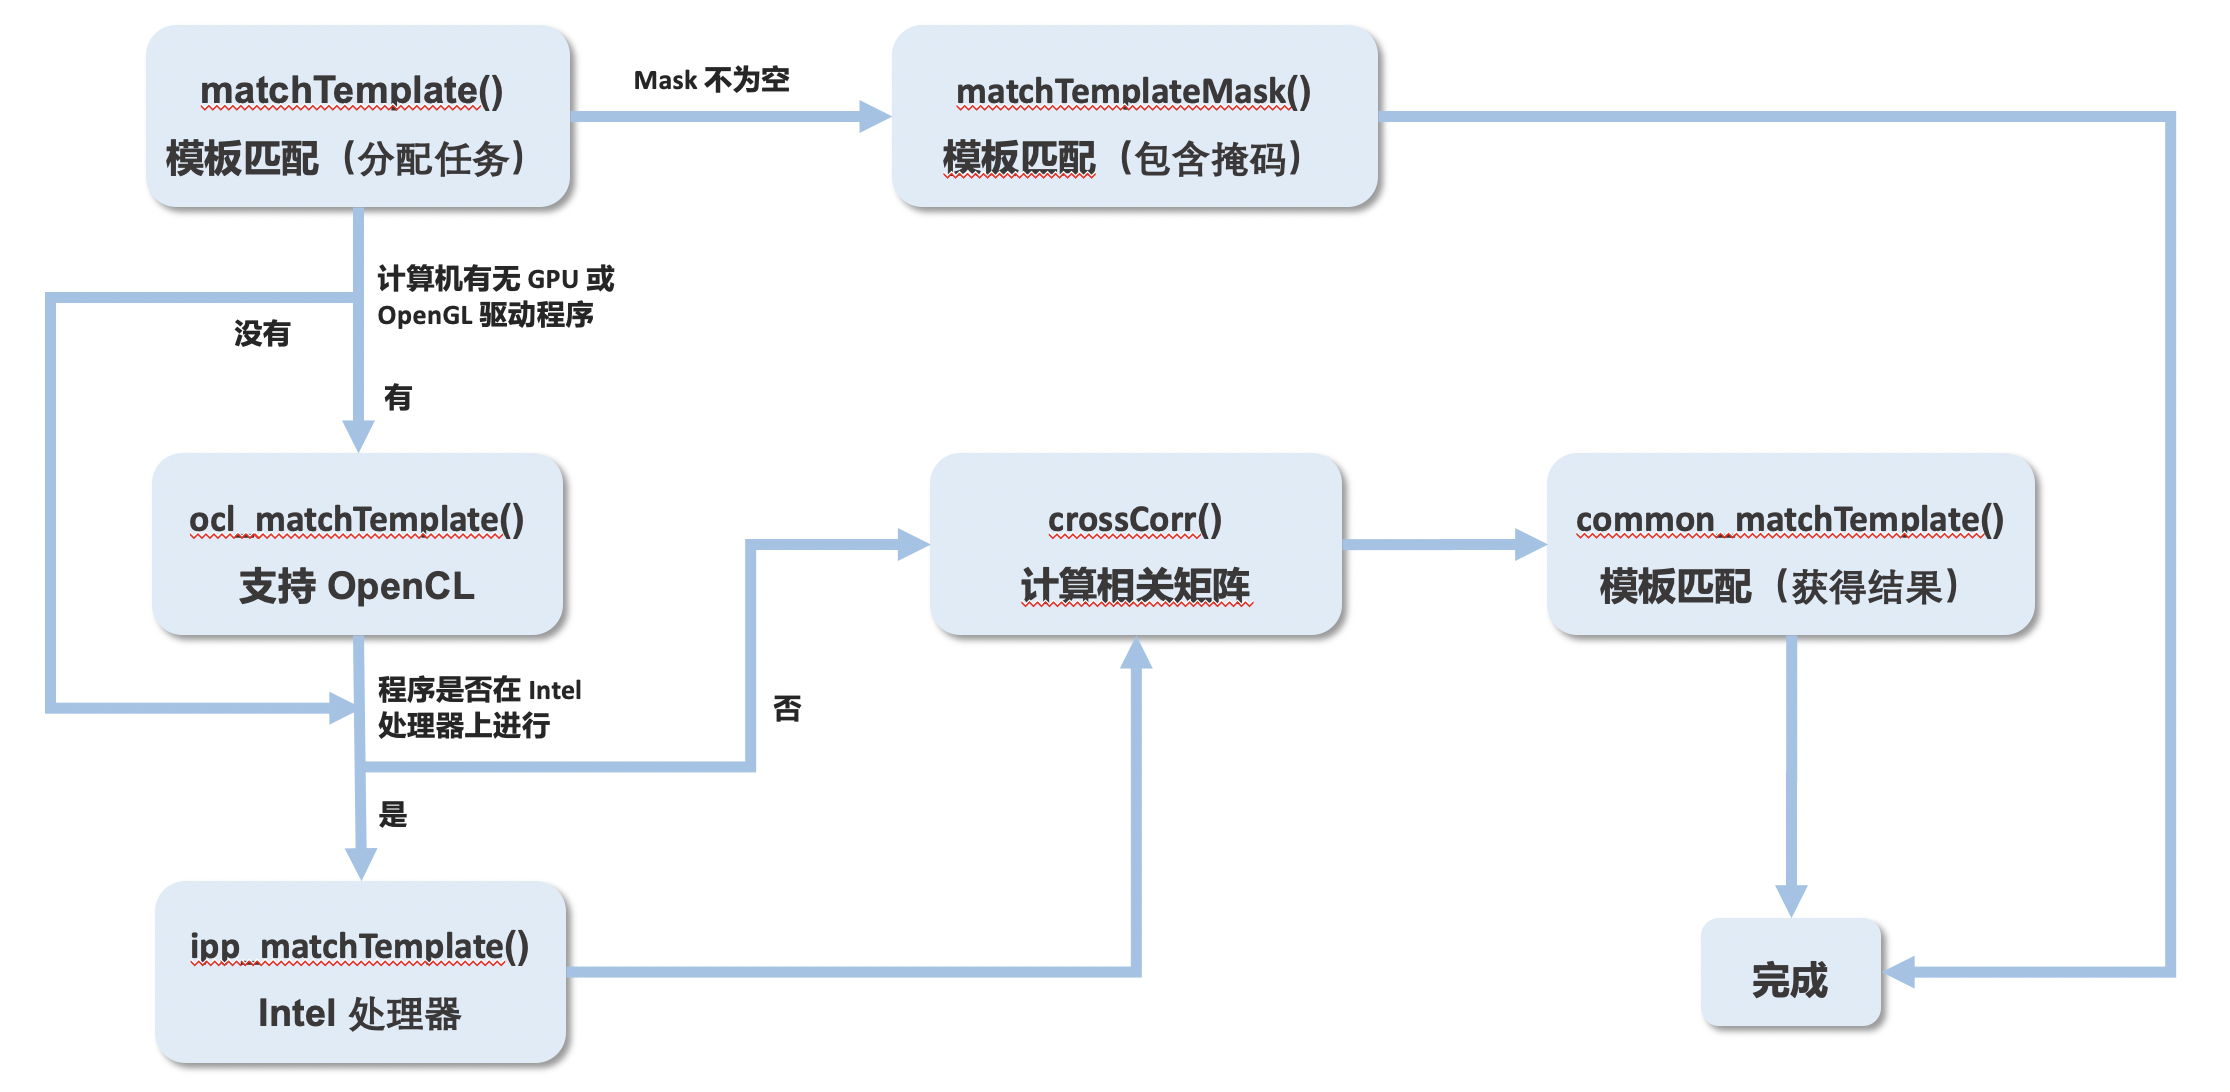 matchTemplate()
模板匹配（分配任务）
Mask 不为空
matchTemplateMask()
模板匹配（包含掩码）
计算机有无 GPU 或
OpenGL 驱动程序
没有
有
ocl_matchTemplate()
支持 OpenCL
crossCorr()
计算相关矩阵
common_matchTemplate()
模板匹配（获得结果）
程序是否在 Intel
处理器上进行
否
是
ipp_matchTemplate()
Intel 处理器
完成